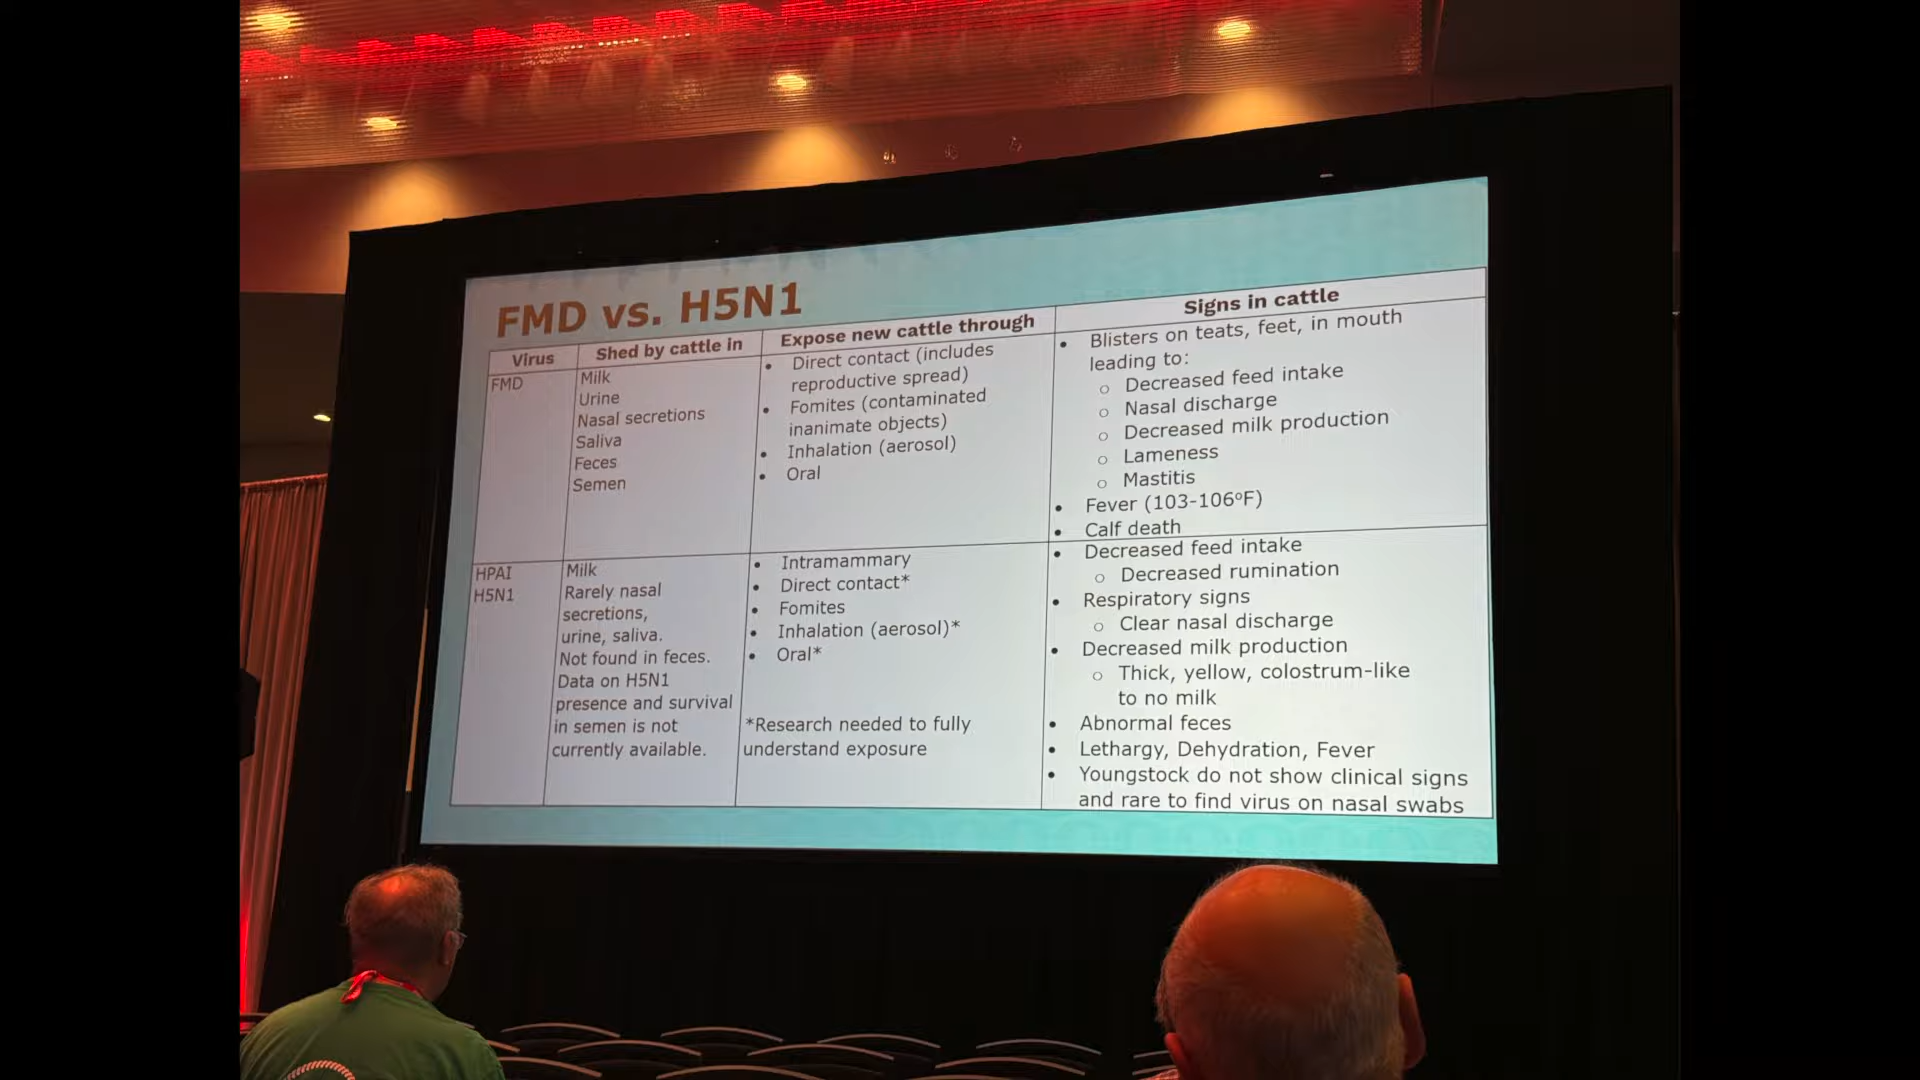 FMD vs. H5N1
Virus
Shed by cattle in
Expose new cattle through
Signs in cattle
FMD
Milk
Urine
Nasal secretions
Saliva
Feces
Semen
• Direct contact (includes
reproductive spread)
• Fomites (contaminated
inanimate objects)
• Inhalation (aerosol)
• Oral
• Blisters on teats, feet, in mouth
leading to:
○ Decreased feed intake
○ Nasal discharge
○ Decreased milk production
○ Lameness
○ Mastitis
• Fever (103-106ºF)
• Calf death
HPAI
H5N1
Milk
Rarely nasal
secretions,
urine, saliva.
Not found in feces.
Data on H5N1
presence and survival
in semen is not
currently available.
• Intramammary
• Direct contact*
• Fomites
• Inhalation (aerosol)*
• Oral*
*Research needed to fully
understand exposure
• Decreased feed intake
○ Decreased rumination
• Respiratory signs
○ Clear nasal discharge
• Decreased milk production
○ Thick, yellow, colostrum-like
to no milk
• Abnormal feces
• Lethargy, Dehydration, Fever
• Youngstock do not show clinical signs
and rare to find virus on nasal swabs